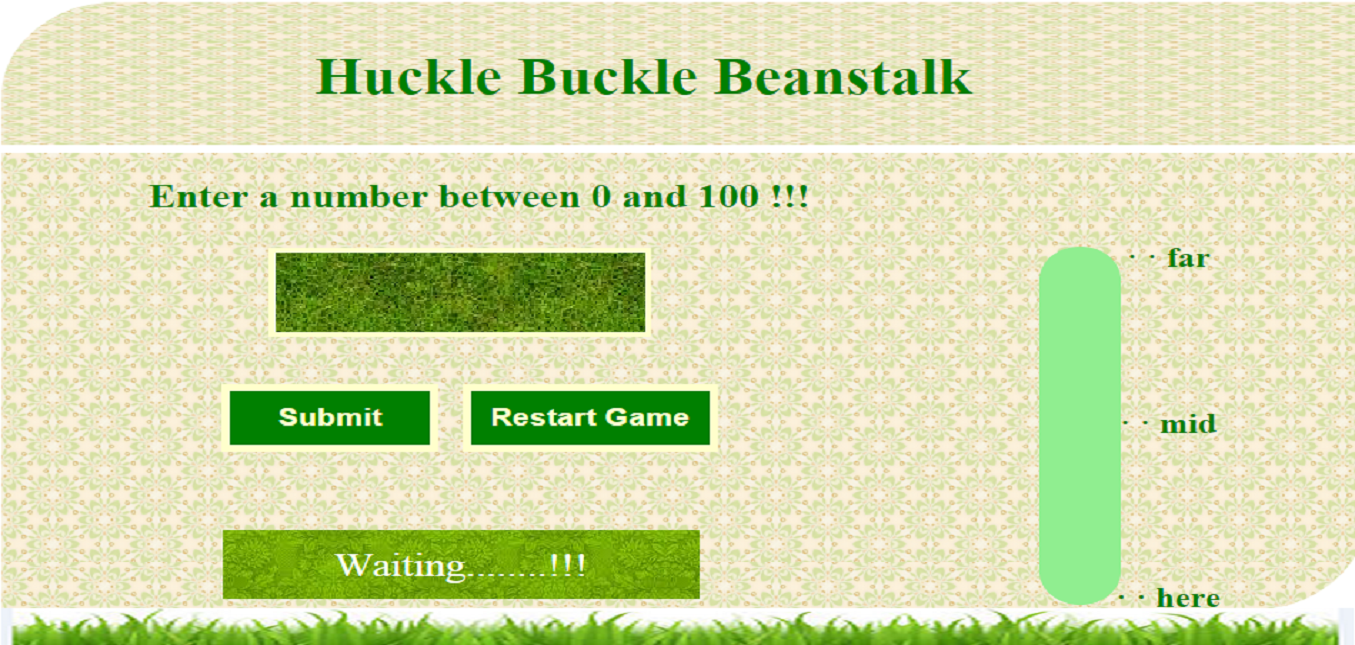 Huckle Buckle Beanstalk
Enter a number between 0 and 100 !!!
· · far
Submit Restart Game
· · mid
Waiting........!!!
· · here